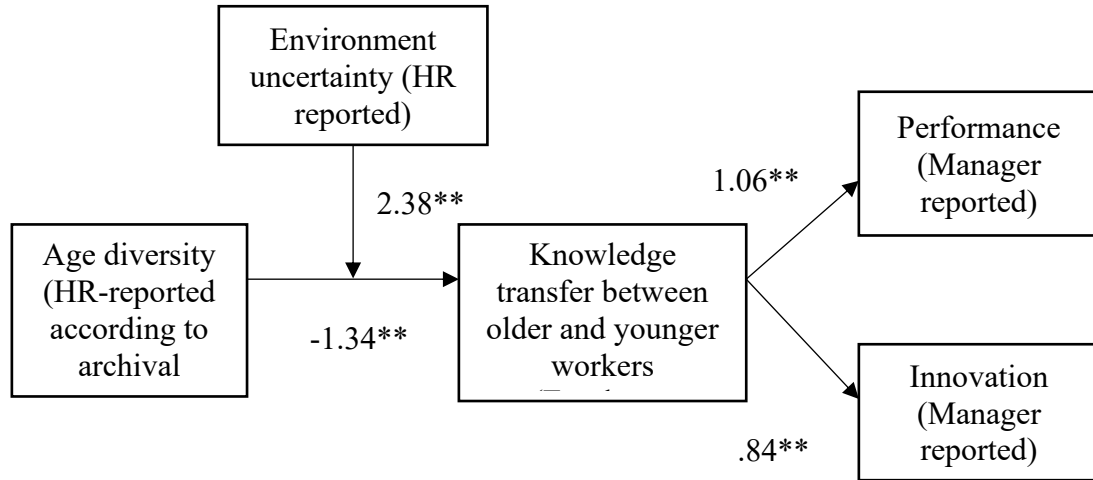 Environment
uncertainty (HR
reported)
2.38**
Age diversity
(HR-reported
according to
archival
-1.34**
Knowledge
transfer between
older and younger
workers
1.06**
Performance
(Manager
reported)
.84**
Innovation
(Manager
reported)